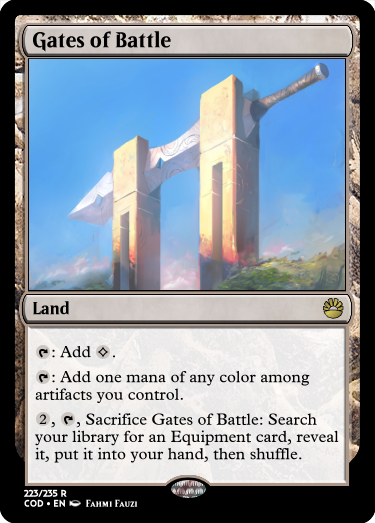 Gates of Battle
Land
: Add .
: Add one mana of any color among
artifacts you control.
2, , Sacrifice Gates of Battle: Search
your library for an Equipment card, reveal
it, put it into your hand, then shuffle.
223/235 R
COD • EN Fahmi Fauzi